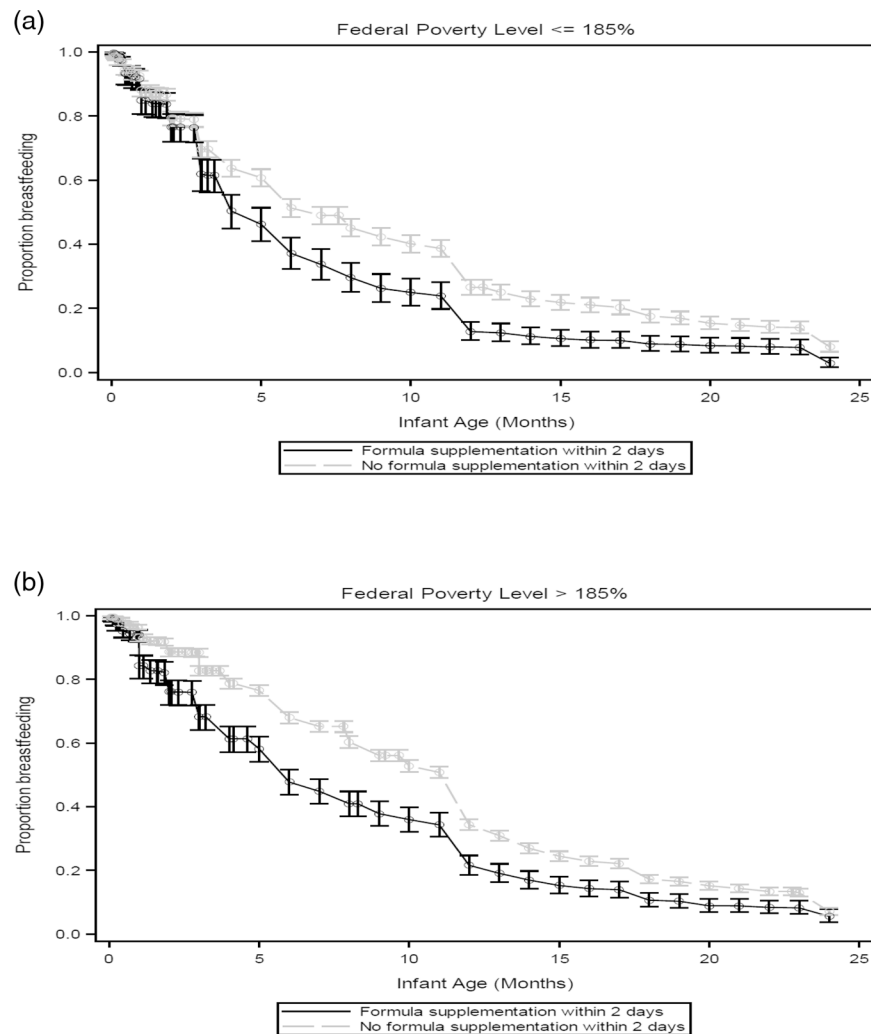 (a)
Federal Poverty Level <= 185%
Proportion breastfeeding
1.0
0.8
0.6
0.4
0.2
0.0
0 5 10 15 20 25
Infant Age (Months)
Formula supplementation within 2 days
No formula supplementation within 2 days
(b)
Federal Poverty Level > 185%
Proportion breastfeeding
1.0
0.8
0.6
0.4
0.2
0.0
0 5 10 15 20 25
Infant Age (Months)
Formula supplementation within 2 days
No formula supplementation within 2 days